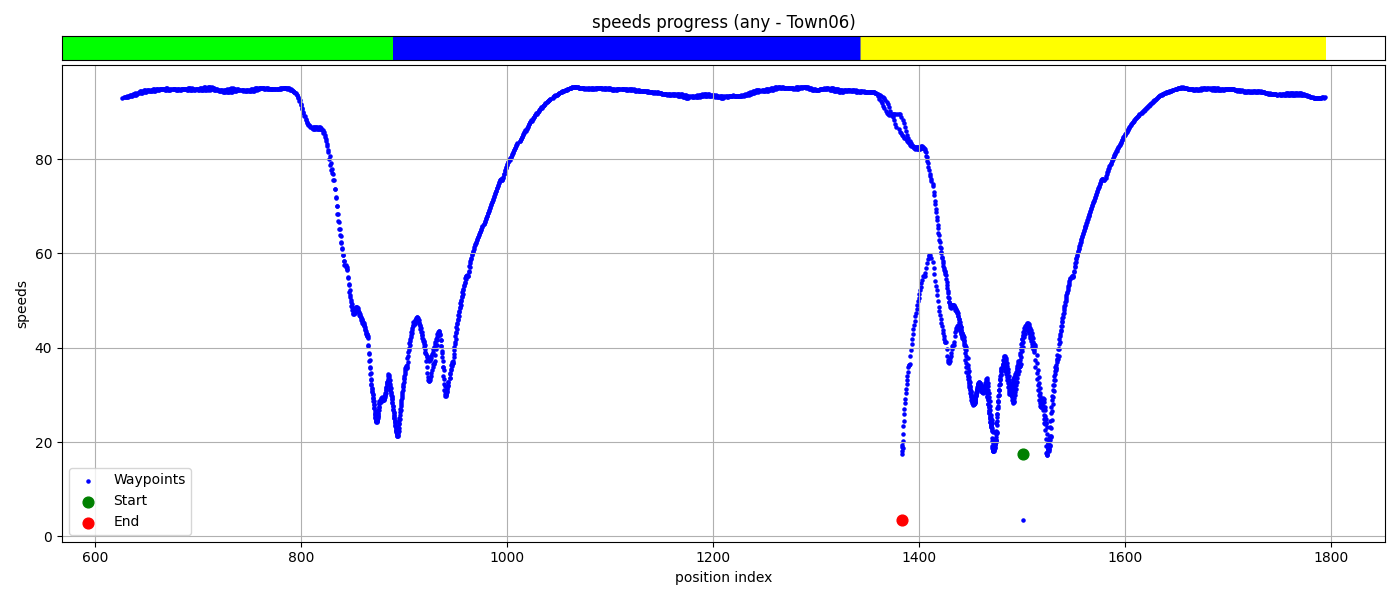 speeds progress (any - Town06)
80
60
40
20
0
speeds
Waypoints
Start
End
600 800 1000 1200 1400 1600 1800
position index